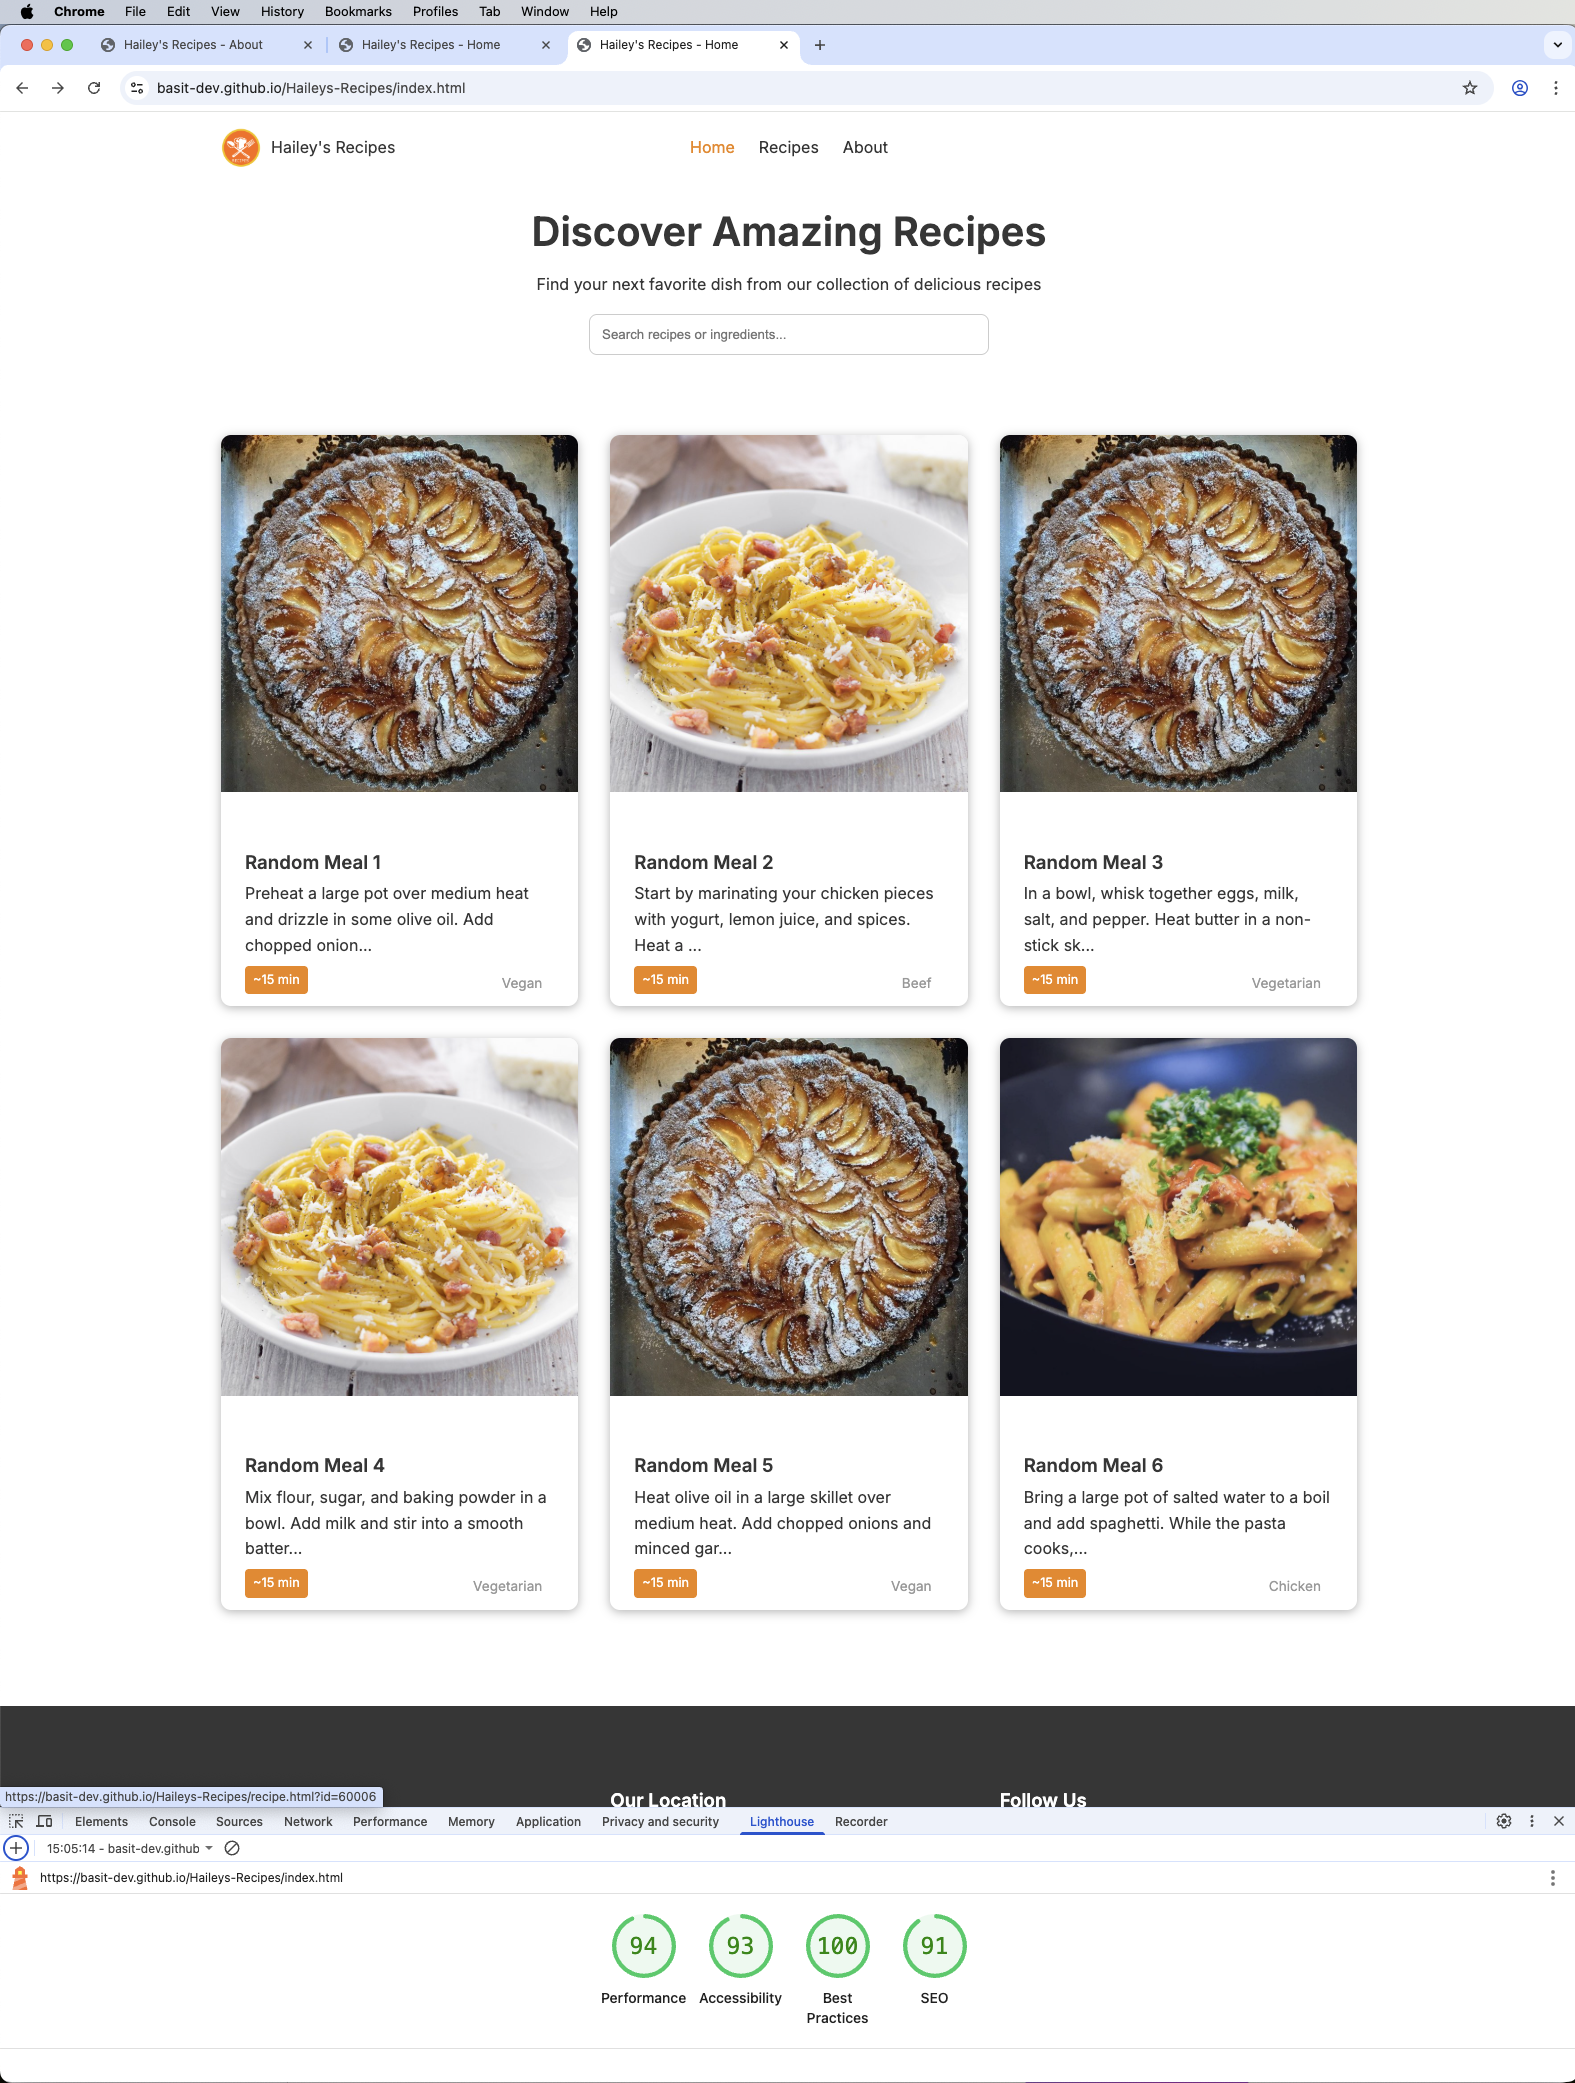 Chrome File Edit View History Bookmarks Profiles Tab Window Help
Hailey's Recipes - About
Hailey's Recipes - Home
Hailey's Recipes - Home
basit-dev.github.io/Haileys-Recipes/index.html
Hailey's Recipes
Home Recipes About
Discover Amazing Recipes
Find your next favorite dish from our collection of delicious recipes
Search recipes or ingredients...
Random Meal 1
Preheat a large pot over medium heat
and drizzle in some olive oil. Add
chopped onion...
~15 min
Vegan
Random Meal 2
Start by marinating your chicken pieces
with yogurt, lemon juice, and spices.
Heat a ...
~15 min
Beef
Random Meal 3
In a bowl, whisk together eggs, milk,
salt, and pepper. Heat butter in a non-
stick sk...
~15 min
Vegetarian
Random Meal 4
Mix flour, sugar, and baking powder in a
bowl. Add milk and stir into a smooth
batter...
~15 min
Vegetarian
Random Meal 5
Heat olive oil in a large skillet over
medium heat. Add chopped onions and
minced gar...
~15 min
Vegan
Random Meal 6
Bring a large pot of salted water to a boil
and add spaghetti. While the pasta
cooks,...
~15 min
Chicken
Our Location
Follow Us
https://basit-dev.github.io/Haileys-Recipes/recipe.html?id=60006
Elements Console Sources Network Performance Memory Application Privacy and security Lighthouse Recorder
15:05:14 - basit-dev.github
https://basit-dev.github.io/Haileys-Recipes/index.html
94
Performance
93
Accessibility
100
Best
Practices
91
SEO